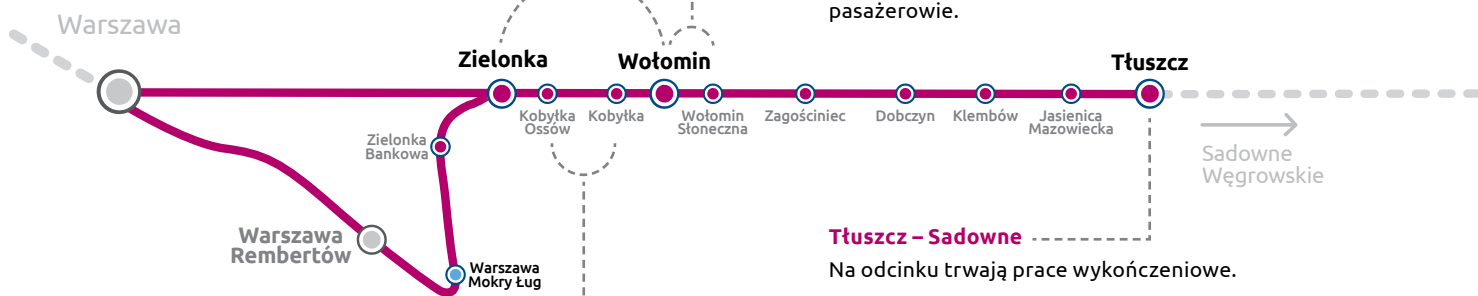 pasażerowie.
Warszawa
Zielonka
Wołomin
Tłuszcz
Kobyłka
Ossów
Kobyłka
Wołomin
Słoneczna
Zagościniec
Dobczyn
Klembów
Jasienica
Mazowiecka
Zielonka
Bankowa
Sadowne
Węgrowskie
Warszawa
Rembertów
Warszawa
Mokry Ług
Tłuszcz – Sadowne
Na odcinku trwają prace wykończeniowe.